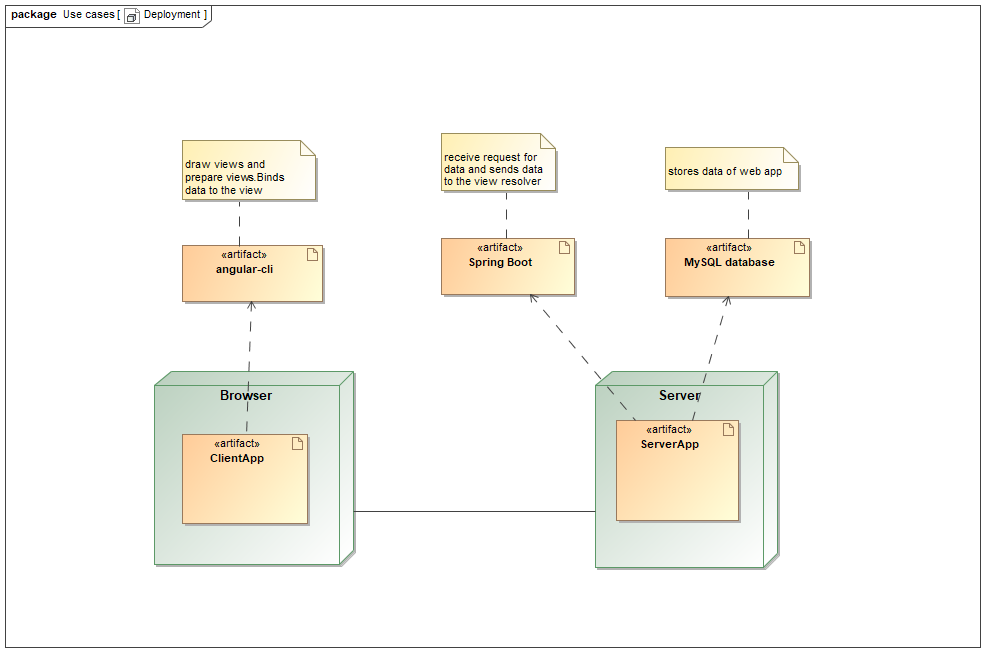 package Use cases [ Deployment ]
draw views and
prepare views.Binds
data to the view
receive request for
data and sends data
to the view resolver
stores data of web app
«artifact»
angular-cli
«artifact»
Spring Boot
«artifact»
MySQL database
Browser
«artifact»
ClientApp
Server
«artifact»
ServerApp